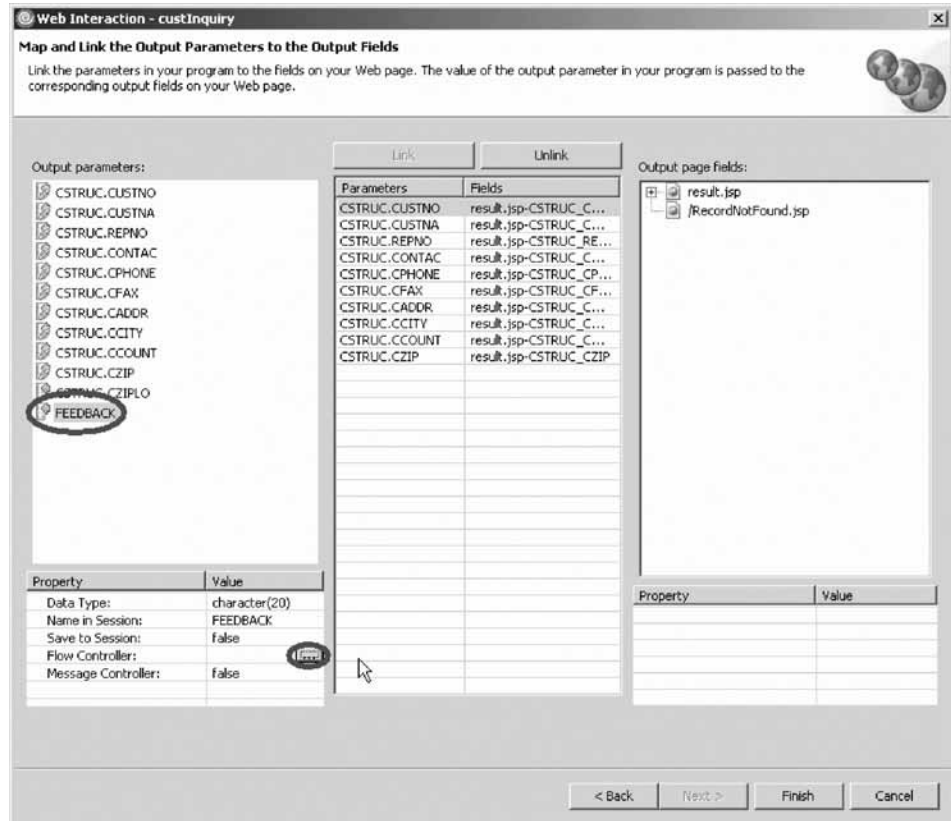 Web Interaction - custInquiry
Map and Link the Output Parameters to the Output Fields
Link the parameters in your program to the fields on your Web page. The value of the output parameter in your program is passed to the
corresponding output fields on your Web page.
Link
Unlink
Output parameters:
CSTRUC.CUSTNO
CSTRUC.CUSTNA
CSTRUC.REPNO
CSTRUC.CONTAC
CSTRUC.CPHONE
CSTRUC.CFAX
CSTRUC.CADDR
CSTRUC.CCITY
CSTRUC.CCOUNT
CSTRUC.CZIP
CSTRUC.CZIPLO
FEEDBACK
Property Value
Data Type: character(20)
Name in Session: FEEDBACK
Save to Session: false
Flow Controller:
Message Controller: false
Parameters Fields
CSTRUC.CUSTNO result.jsp-CSTRUC_C...
CSTRUC.CUSTNA result.jsp-CSTRUC_C...
CSTRUC.REPNO result.jsp-CSTRUC_RE...
CSTRUC.CONTAC result.jsp-CSTRUC_C...
CSTRUC.CPHONE result.jsp-CSTRUC_CP...
CSTRUC.CFAX result.jsp-CSTRUC_CF...
CSTRUC.CADDR result.jsp-CSTRUC_C...
CSTRUC.CCITY result.jsp-CSTRUC_C...
CSTRUC.CCOUNT result.jsp-CSTRUC_C...
CSTRUC.CZIP result.jsp-CSTRUC_CZIP
Output page fields:
result.jsp
/RecordNotFound.jsp
Property Value
< Back
Next >
Finish
Cancel